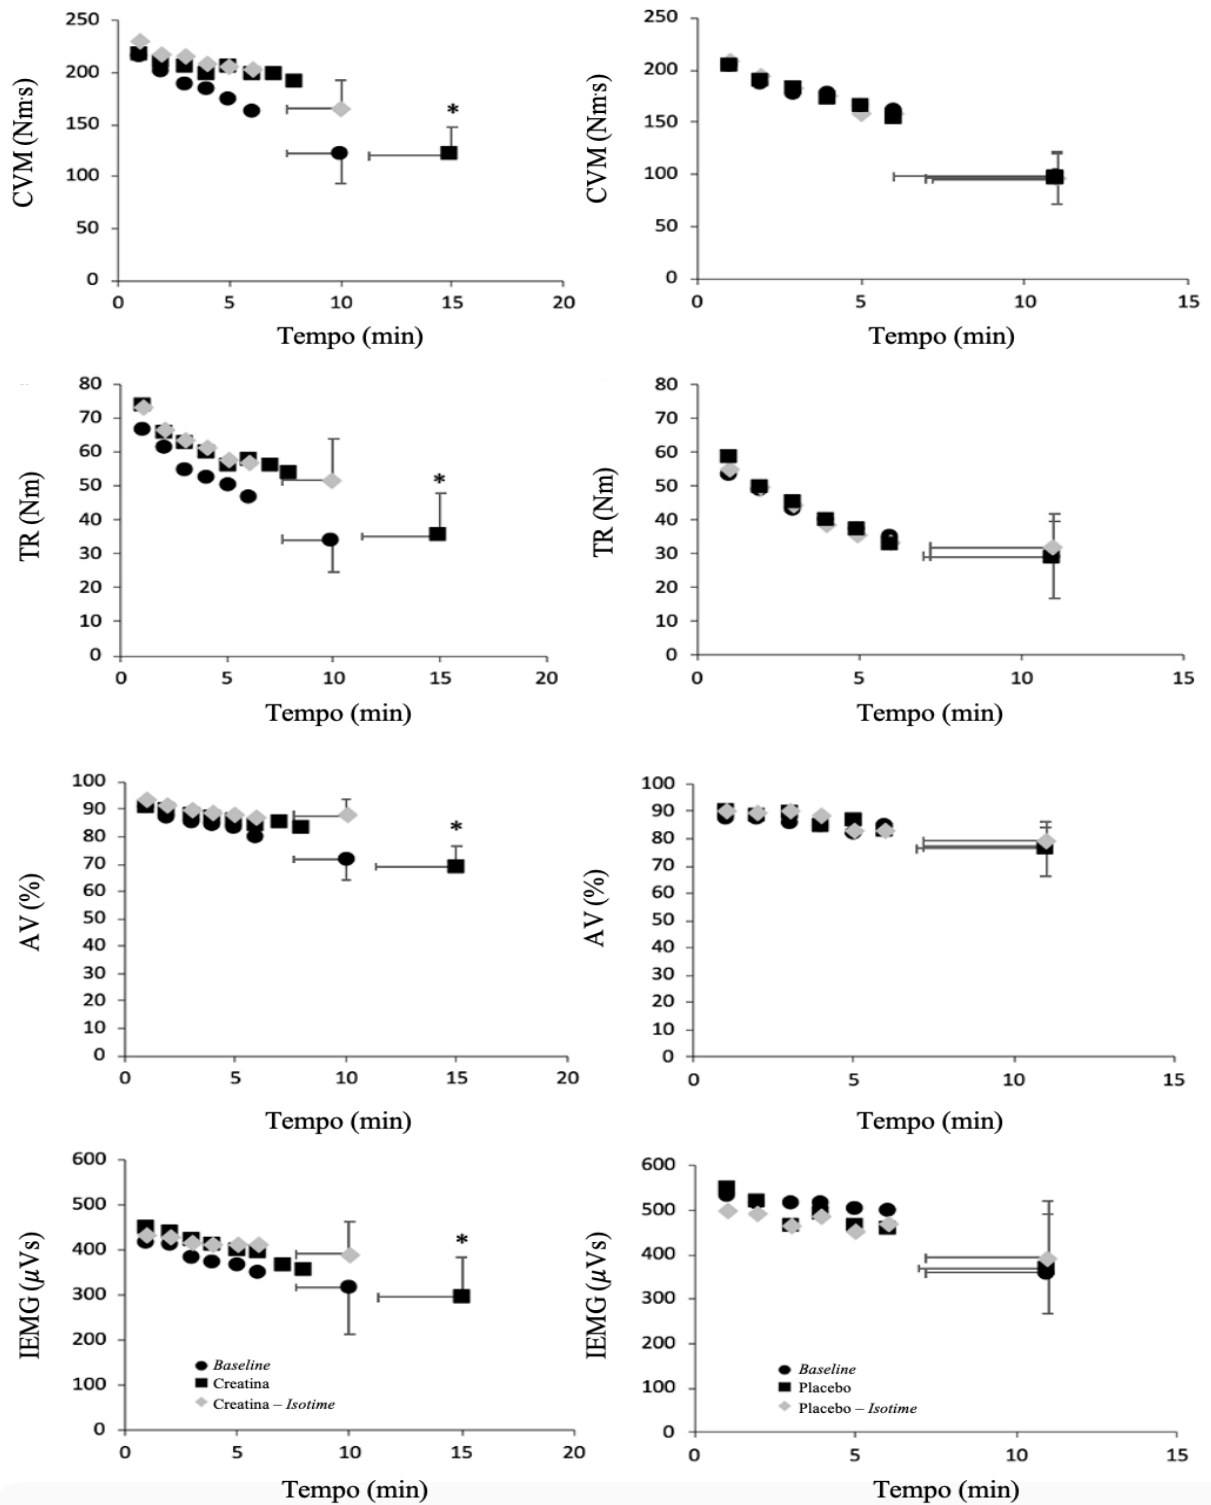 250
200
150
100
50
0
CVM (Nm·s)
*
0 5 10 15 20
Tempo (min)
250
200
150
100
50
0
CVM (Nm·s)
0 5 10 15
Tempo (min)
80
70
60
50
40
30
20
10
0
TR (Nm)
*
0 5 10 15 20
Tempo (min)
80
70
60
50
40
30
20
10
0
TR (Nm)
0 5 10 15
Tempo (min)
100
90
80
70
60
50
40
30
20
10
0
AV (%)
*
0 5 10 15 20
Tempo (min)
100
90
80
70
60
50
40
30
20
10
0
AV (%)
0 5 10 15
Tempo (min)
600
500
400
300
200
100
0
IEMG (µVs)
*
Baseline
Creatina
Creatina – Isotime
0 5 10 15 20
Tempo (min)
600
500
400
300
200
100
0
IEMG (µVs)
Baseline
Placebo
Placebo – Isotime
0 5 10 15
Tempo (min)